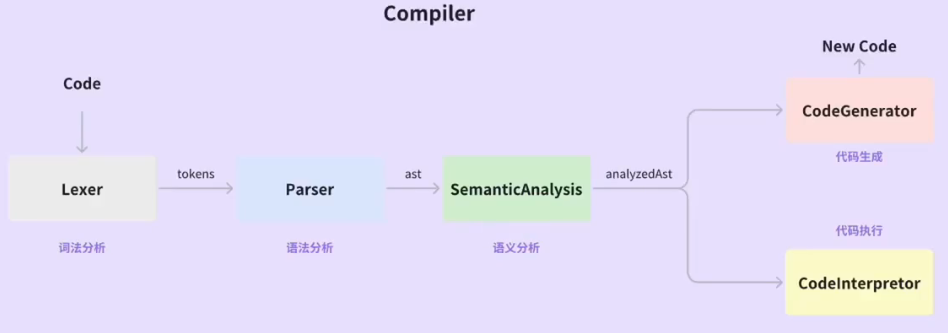 Compiler
Code
Lexer
词法分析
tokens
Parser
语法分析
ast
SemanticAnalysis
语义分析
analyzedAst
New Code
CodeGenerator
代码生成
代码执行
CodeInterpretor